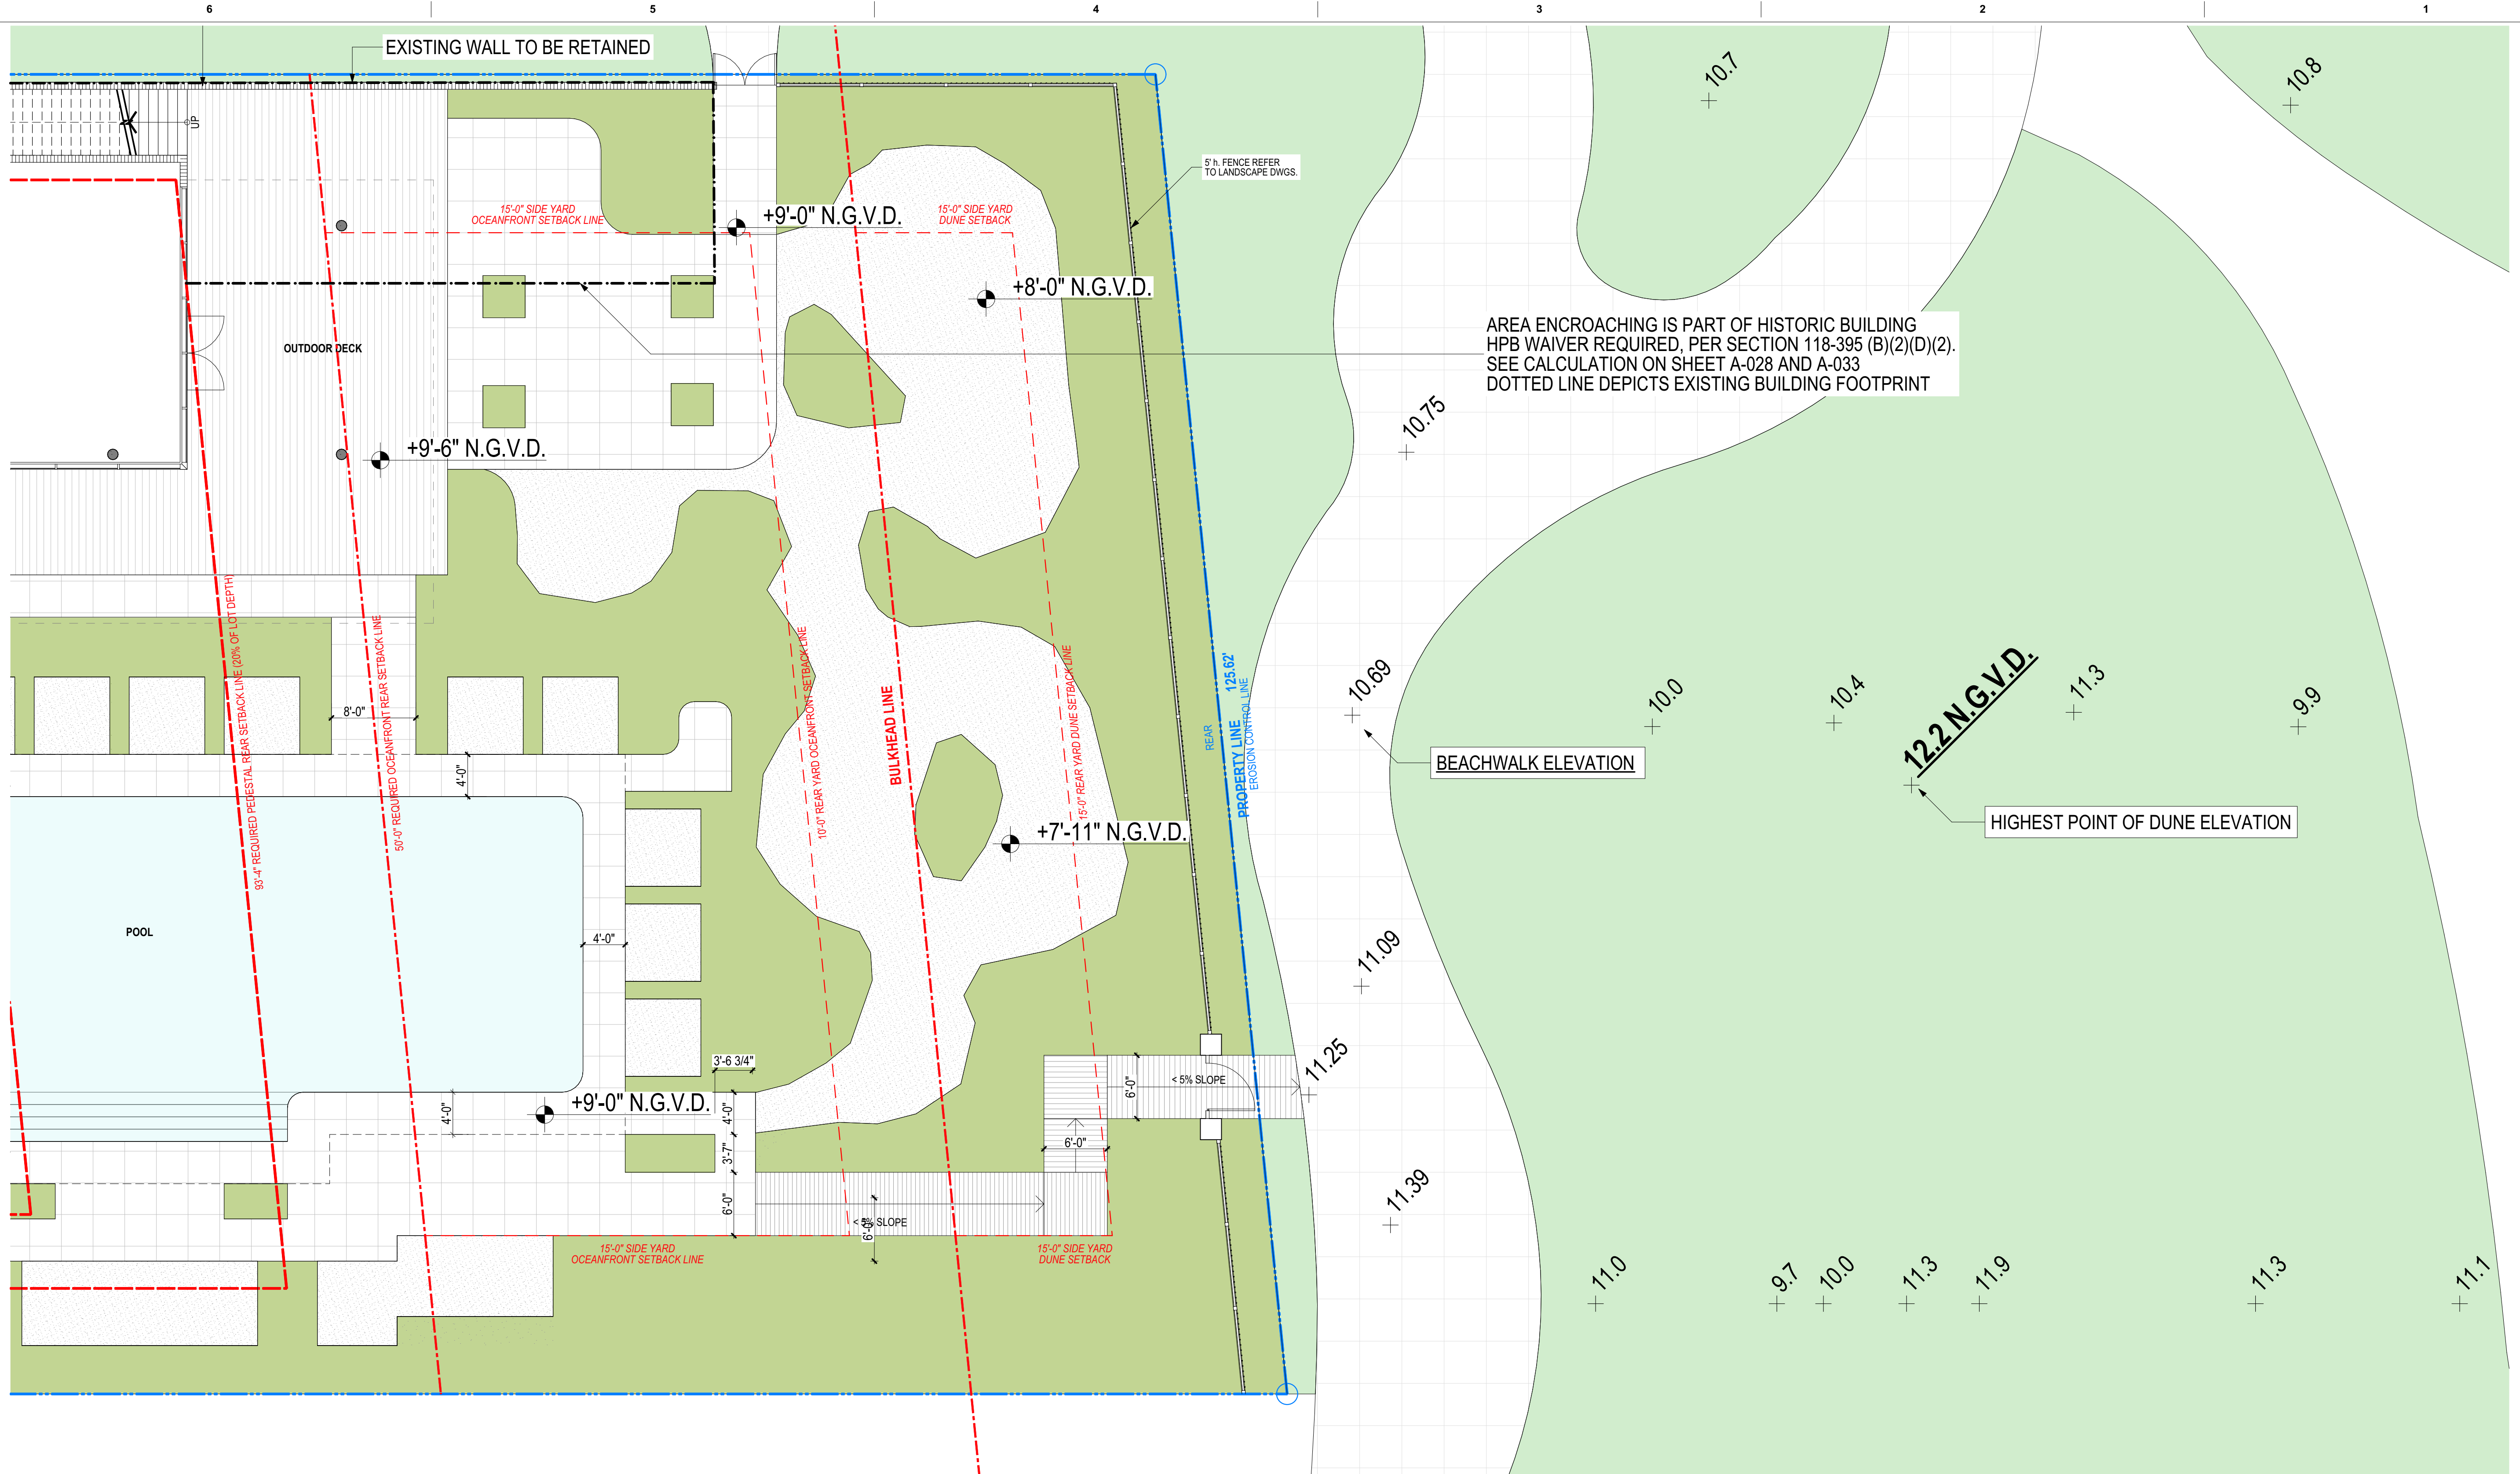 6 5 4 3 2 1
EXISTING WALL TO BE RETAINED
10.7
10.8
UP
5' h. FENCE REFER
TO LANDSCAPE DWGS.
15'-0" SIDE YARD
OCEANFRONT SETBACK LINE
+9'-0" N.G.V.D.
15'-0" SIDE YARD
DUNE SETBACK
+8'-0" N.G.V.D.
OUTDOOR DECK
AREA ENCROACHING IS PART OF HISTORIC BUILDING
HPB WAIVER REQUIRED, PER SECTION 118-395 (B)(2)(D)(2).
SEE CALCULATION ON SHEET A-028 AND A-033
DOTTED LINE DEPICTS EXISTING BUILDING FOOTPRINT
+9'-6" N.G.V.D.
10.75
93'-4" REQUIRED PEDESTAL REAR SETBACK LINE (20% OF LOT DEPTH)
50'-0" REQUIRED OCEANFRONT REAR SETBACK LINE
10'-0" REAR YARD OCEANFRONT SETBACK LINE
BULKHEAD LINE
15'-0" REAR YARD DUNE SETBACK LINE
REAR
PROPERTY LINE 125.62'
EROSION CONTROL LINE
10.69
10.0
10.4
12.2 N.G.V.D.
11.3
9.9
8'-0"
4'-0"
BEACHWALK ELEVATION
HIGHEST POINT OF DUNE ELEVATION
+7'-11" N.G.V.D.
POOL
4'-0"
11.09
3'-6 3/4"
11.25
6'-0"
< 5% SLOPE
+9'-0" N.G.V.D.
4'-0"
4'-0"
3'-7"
6'-0"
6'-0"
11.39
< 5% SLOPE
6'-0"
15'-0" SIDE YARD
OCEANFRONT SETBACK LINE
15'-0" SIDE YARD
DUNE SETBACK
11.0
9.7
10.0
11.3
11.9
11.3
11.1